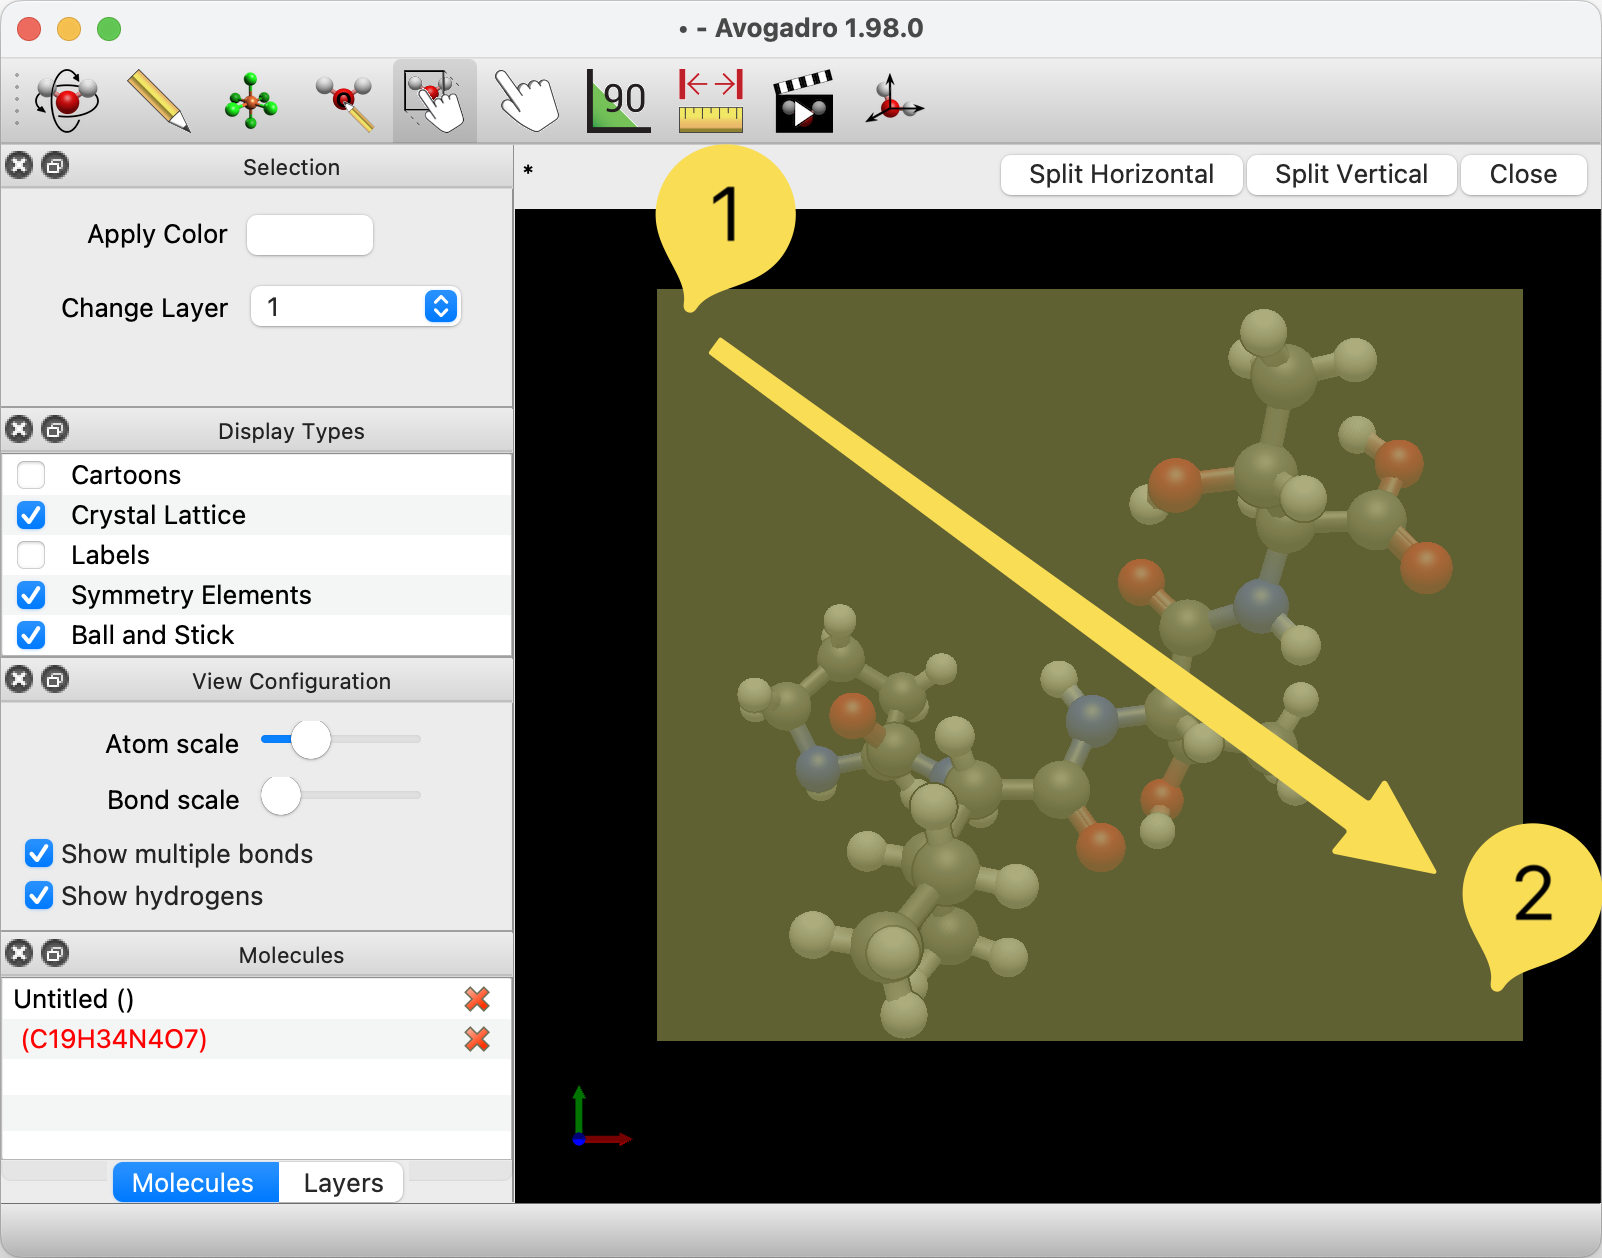 • - Avogadro 1.98.0
90
Selection
*
Split Horizontal
Split Vertical
Close
1
Apply Color
Change Layer
1
Display Types
Cartoons
Crystal Lattice
Labels
Symmetry Elements
Ball and Stick
View Configuration
Atom scale
Bond scale
Show multiple bonds
Show hydrogens
2
Molecules
Untitled ()
(C19H34N4O7)
Molecules
Layers